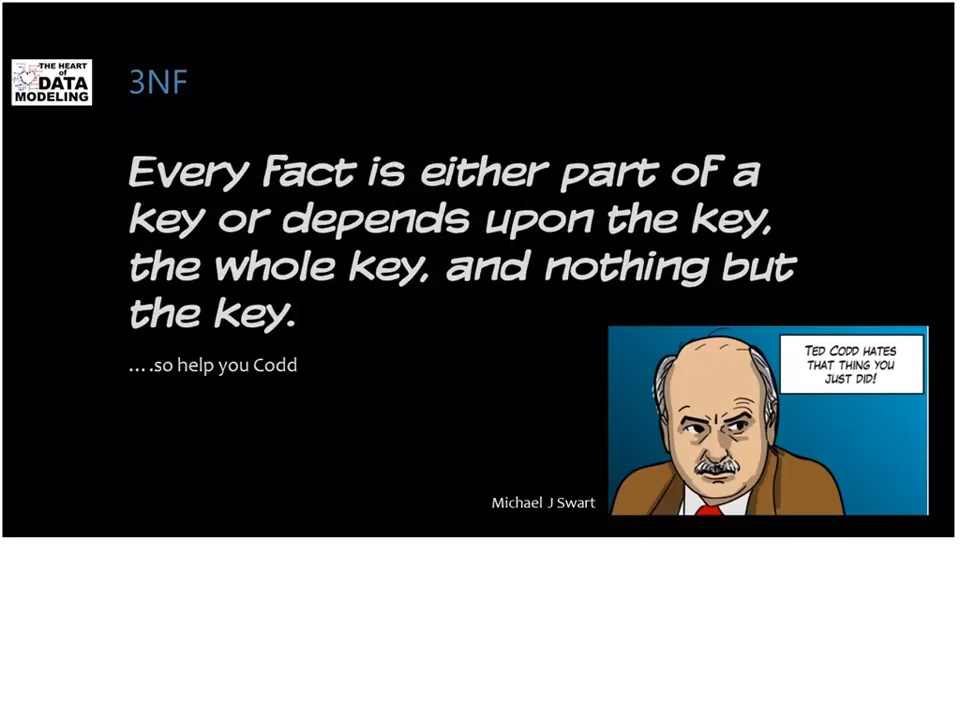 THE HEART
of
DATA
MODELING
3NF
Every fact is either part of a
key or depends upon the key,
the whole key, and nothing but
the key.
....so help you Codd
TED CODD HATES
THAT THING YOU
JUST DID!
Michael J Swart